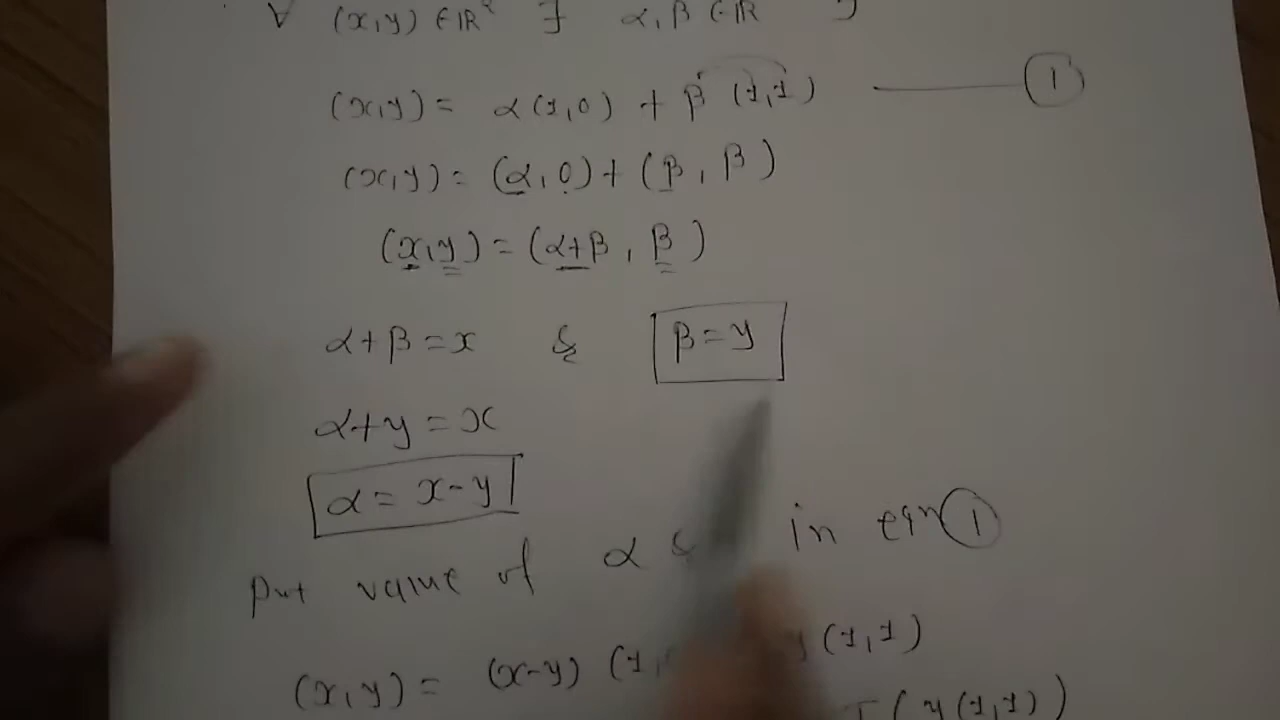 ∀ (x,y) ∈ ℝ² ∃ α,β ∈ ℝ
(x,y) = α(1,0) + β(1,1) ——— ①
(x,y) = (α,0) + (β,β)
(x,y) = (α+β, β)
α+β = x & β = y
α+y = x
α = x-y
put value of α & in eqn ①
(x,y) = (x-y) (1, (1,1)
T( y(1,1) )